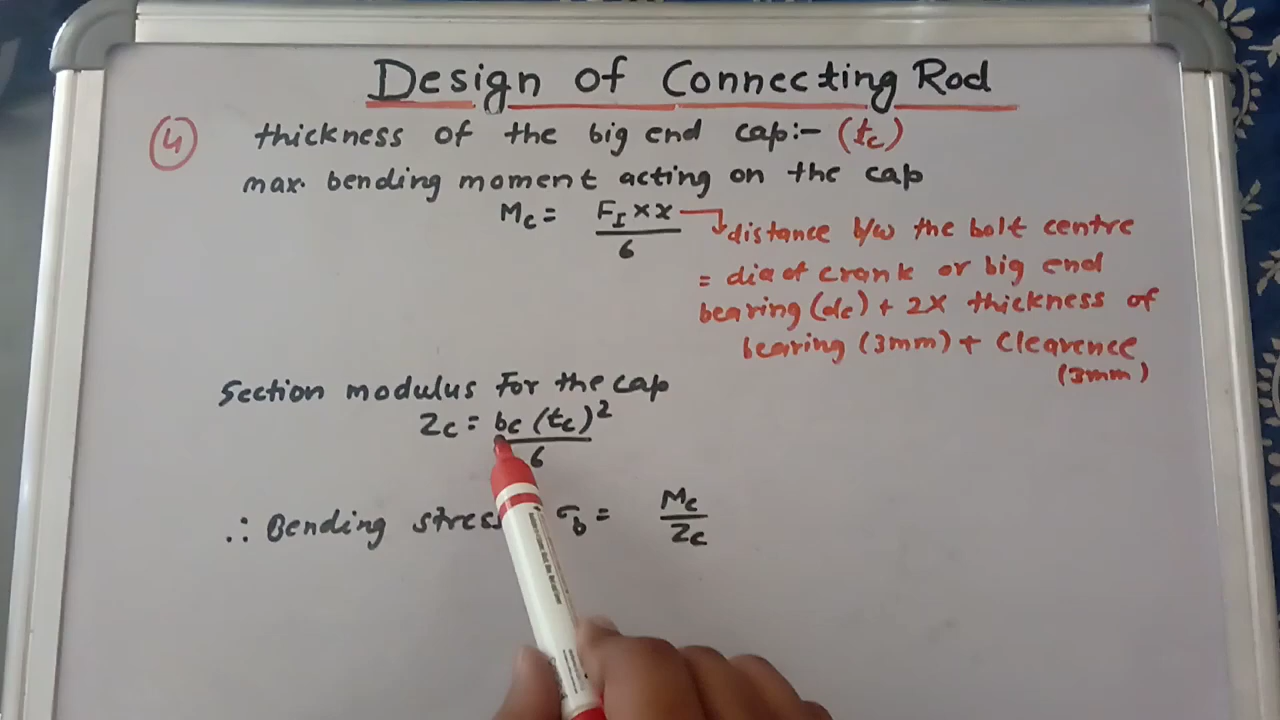 Design of Connecting Rod
4 thickness of the big end cap:- (tc)
max. bending moment acting on the cap
Mc = FI × x / 6
distance b/w the bolt centre
= dia of crank or big end
bearing (dc) + 2x thickness of
bearing (3mm) + Clearence
(3mm)
Section modulus for the cap
Zc = bc (tc)² / 6
∴ Bending stress σb = Mc / Zc